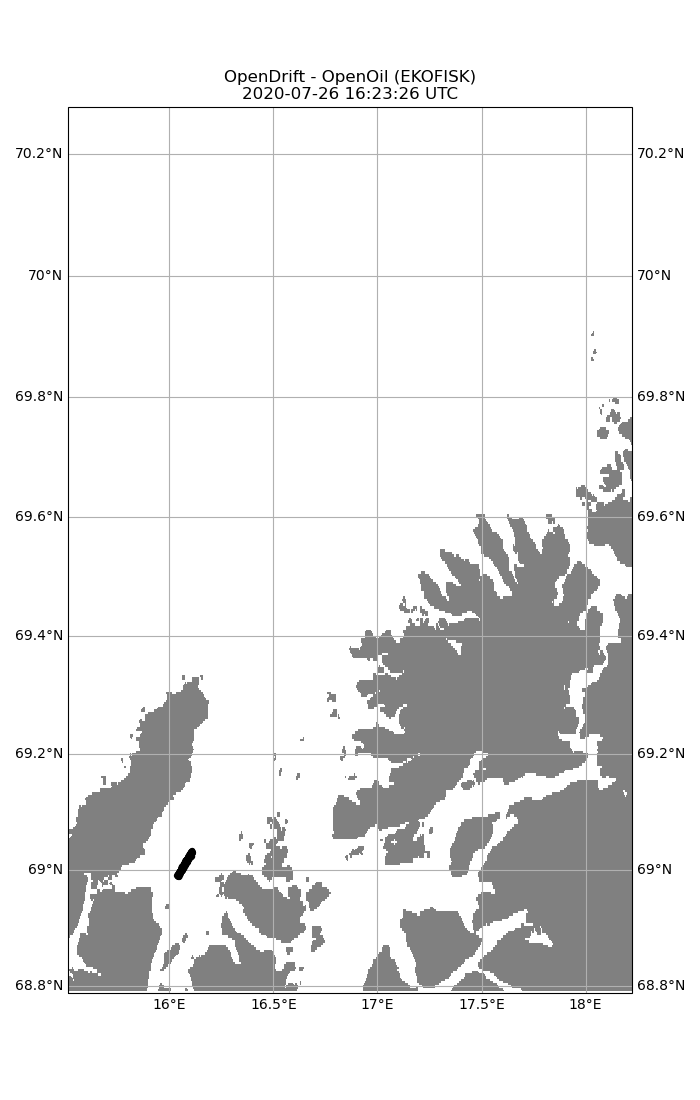 OpenDrift - OpenOil (EKOFISK)
2020-07-26 16:23:26 UTC
70.2°N 70.2°N
70°N 70°N
69.8°N 69.8°N
69.6°N 69.6°N
69.4°N 69.4°N
69.2°N 69.2°N
69°N 69°N
68.8°N 68.8°N
16°E 16.5°E 17°E 17.5°E 18°E